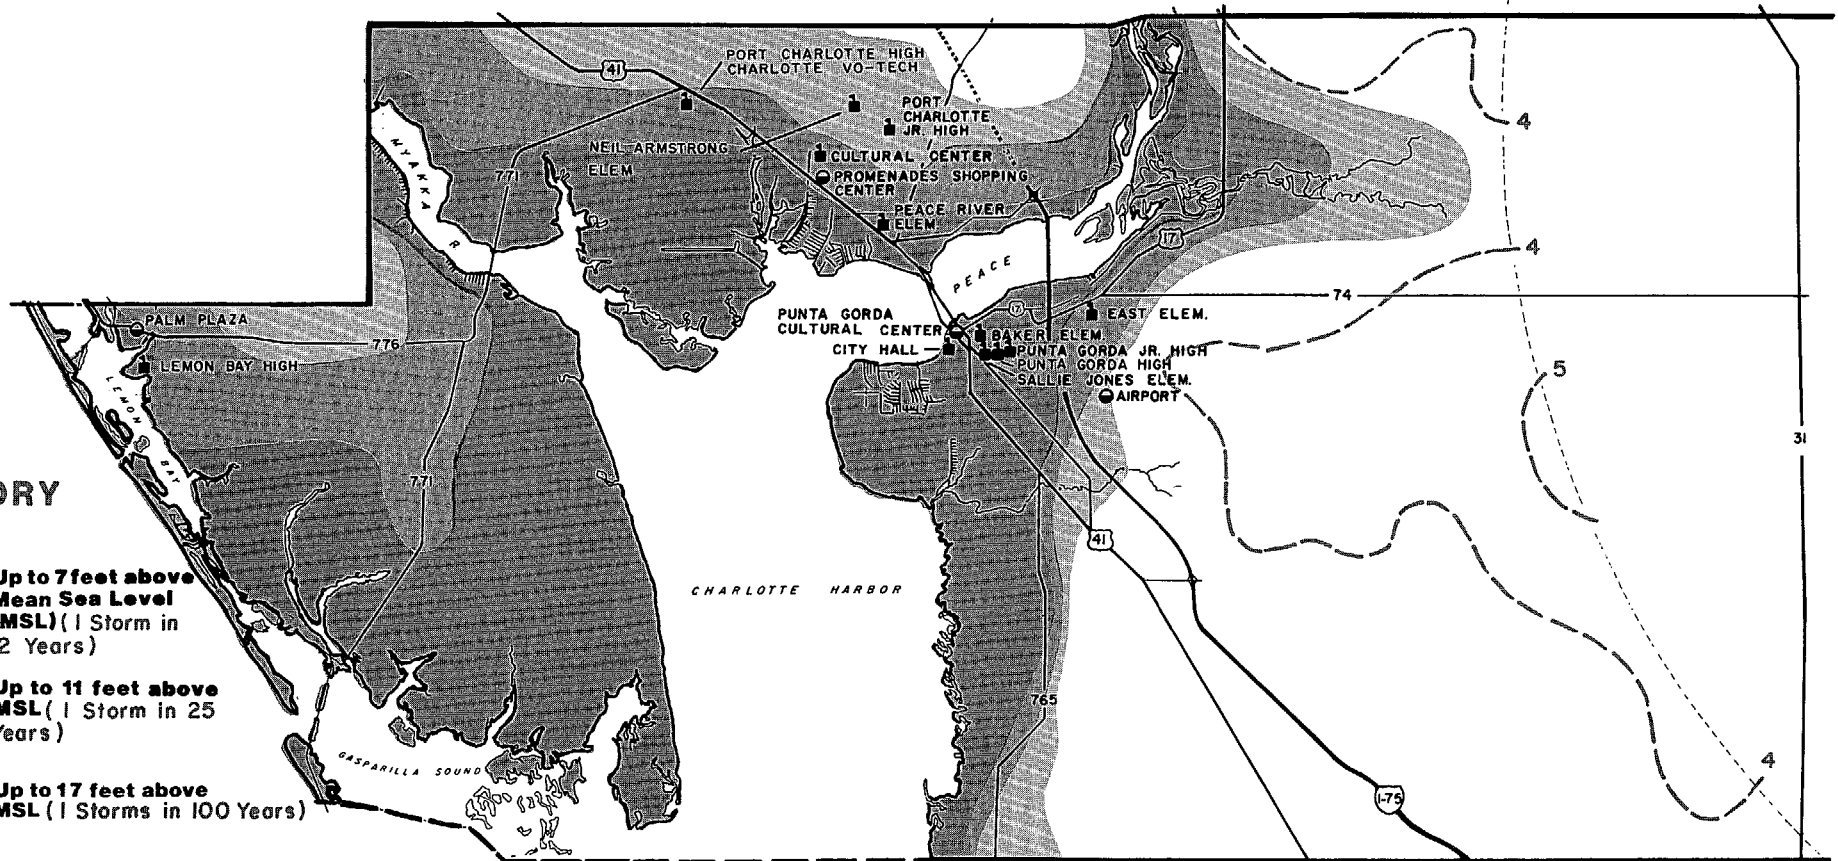 41
PORT CHARLOTTE HIGH
CHARLOTTE VO-TECH
PORT
CHARLOTTE
JR. HIGH
NEIL ARMSTRONG
ELEM
CULTURAL CENTER
PROMENADES SHOPPING
CENTER
PEACE RIVER
ELEM
MYAKKA R
771
17
PEACE
4
4
74
PUNTA GORDA
CULTURAL CENTER
CITY HALL
17
EAST ELEM.
BAKER ELEM
PUNTA GORDA JR. HIGH
PUNTA GORDA HIGH
SALLIE JONES ELEM.
AIRPORT
PALM PLAZA
776
LEMON BAY HIGH
LEMON BAY
5
31
771
41
CHARLOTTE HARBOR
765
GASPARILLA SOUND
4
I-75
ORY
Up to 7 feet above
Mean Sea Level
MSL) ( 1 Storm in
2 Years)
Up to 11 feet above
MSL ( 1 Storm in 25
Years)
Up to 17 feet above
MSL ( 1 Storms in 100 Years)